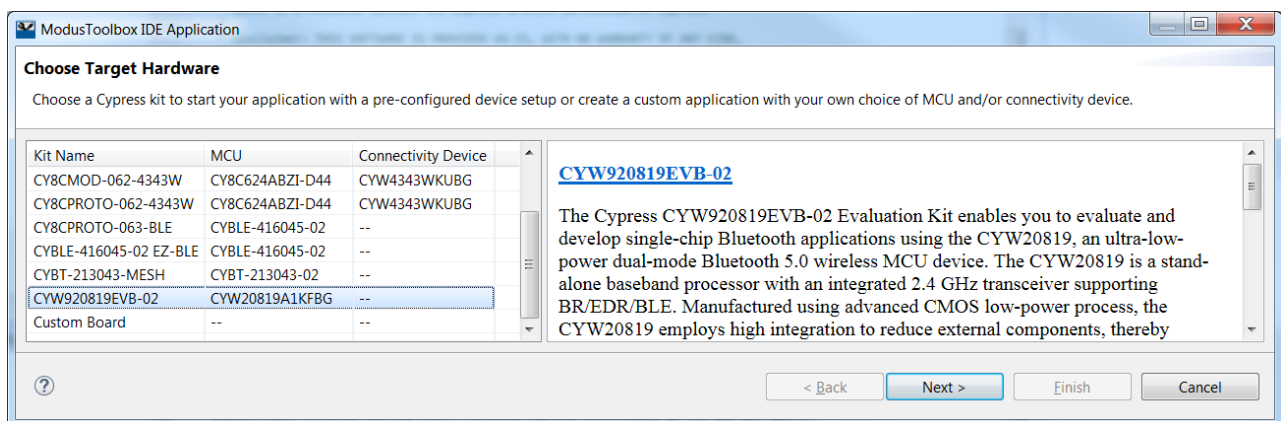 ModusToolbox IDE Application
Choose Target Hardware
Choose a Cypress kit to start your application with a pre-configured device setup or create a custom application with your own choice of MCU and/or connectivity device.
Kit Name MCU Connectivity Device
CY8CMOD-062-4343W CY8C624ABZI-D44 CYW4343WKUBG
CY8CPROTO-062-4343W CY8C624ABZI-D44 CYW4343WKUBG
CY8CPROTO-063-BLE CYBLE-416045-02 --
CYBLE-416045-02 EZ-BLE CYBLE-416045-02 --
CYBT-213043-MESH CYBT-213043-02 --
CYW920819EVB-02 CYW20819A1KFBG --
Custom Board -- --
CYW920819EVB-02
The Cypress CYW920819EVB-02 Evaluation Kit enables you to evaluate and
develop single-chip Bluetooth applications using the CYW20819, an ultra-low-
power dual-mode Bluetooth 5.0 wireless MCU device. The CYW20819 is a stand-
alone baseband processor with an integrated 2.4 GHz transceiver supporting
BR/EDR/BLE. Manufactured using advanced CMOS low-power process, the
CYW20819 employs high integration to reduce external components, thereby
?
< Back Next > Finish Cancel